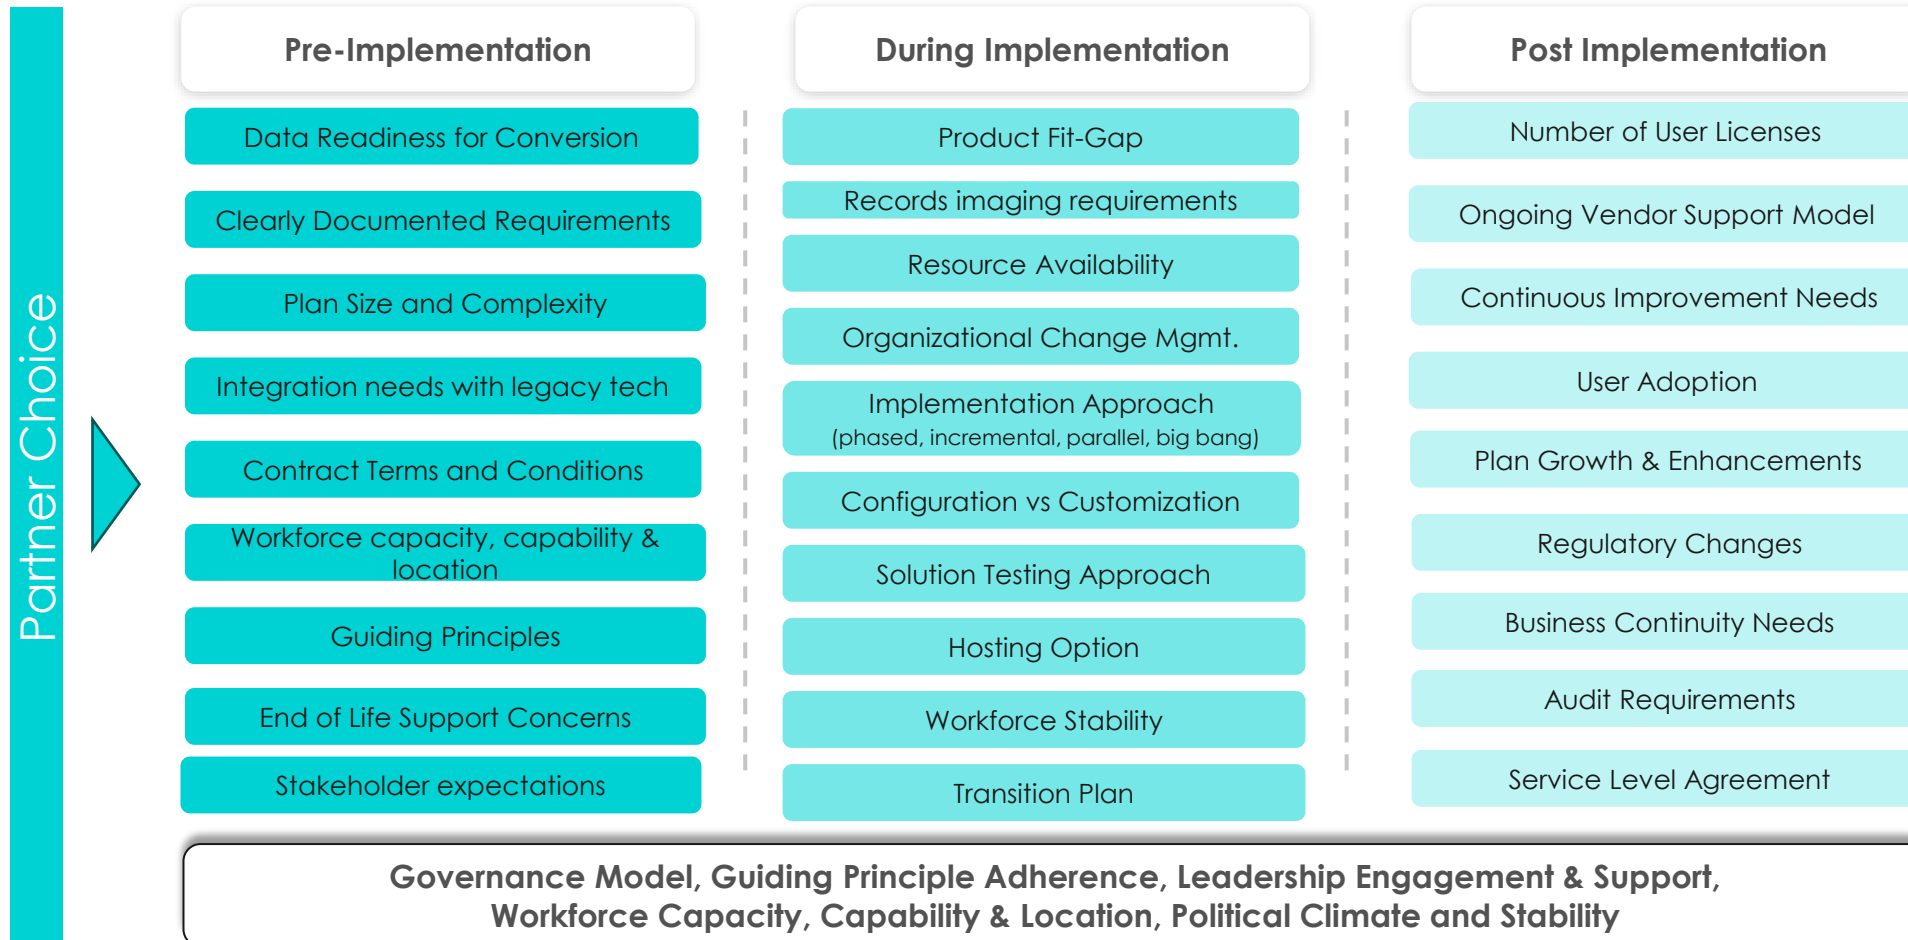 Partner Choice
Pre-Implementation
Data Readiness for Conversion
Clearly Documented Requirements
Plan Size and Complexity
Integration needs with legacy tech
Contract Terms and Conditions
Workforce capacity, capability &
location
Guiding Principles
End of Life Support Concerns
Stakeholder expectations
During Implementation
Product Fit-Gap
Records imaging requirements
Resource Availability
Organizational Change Mgmt.
Implementation Approach
(phased, incremental, parallel, big bang)
Configuration vs Customization
Solution Testing Approach
Hosting Option
Workforce Stability
Transition Plan
Post Implementation
Number of User Licenses
Ongoing Vendor Support Model
Continuous Improvement Needs
User Adoption
Plan Growth & Enhancements
Regulatory Changes
Business Continuity Needs
Audit Requirements
Service Level Agreement
Governance Model, Guiding Principle Adherence, Leadership Engagement & Support,
Workforce Capacity, Capability & Location, Political Climate and Stability